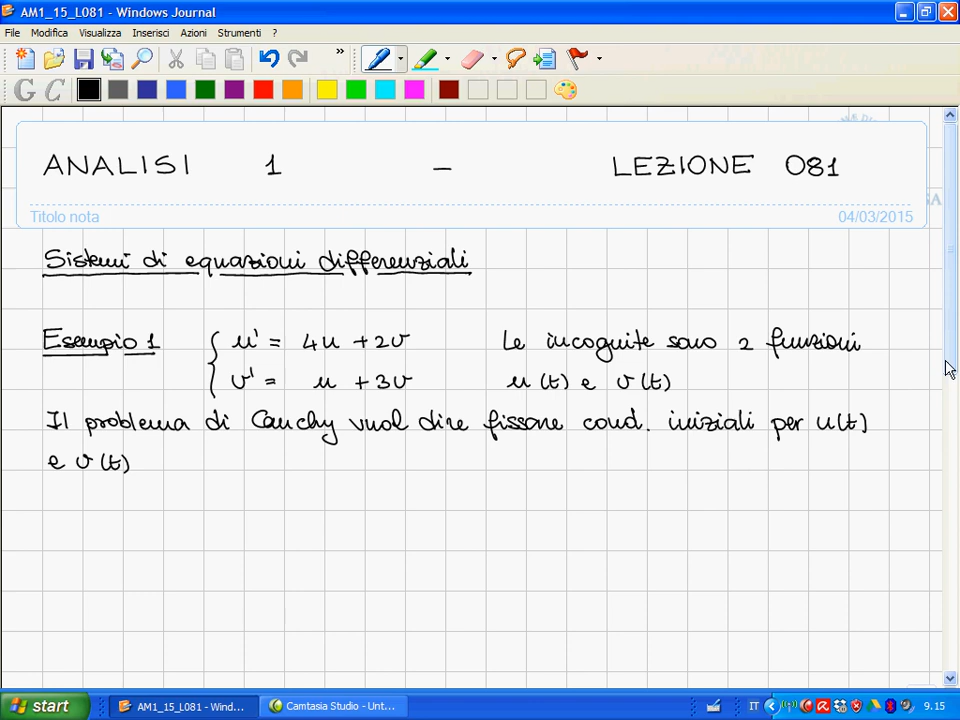 AM1_15_L081 - Windows Journal
File Modifica Visualizza Inserisci Azioni Strumenti ?
»
G C
ANALISI 1 - LEZIONE 081
Titolo nota 04/03/2015
Sistemi di equazioni differenziali
Esempio 1 { u' = 4u + 2v Le incognite sono 2 funzioni
v' = u + 3v u(t) e v(t)
Il problema di Cauchy vuol dire fissare cond. iniziali per u(t)
e v(t)
start AM1_15_L081 - Wind... Camtasia Studio - Unt... IT 9.15